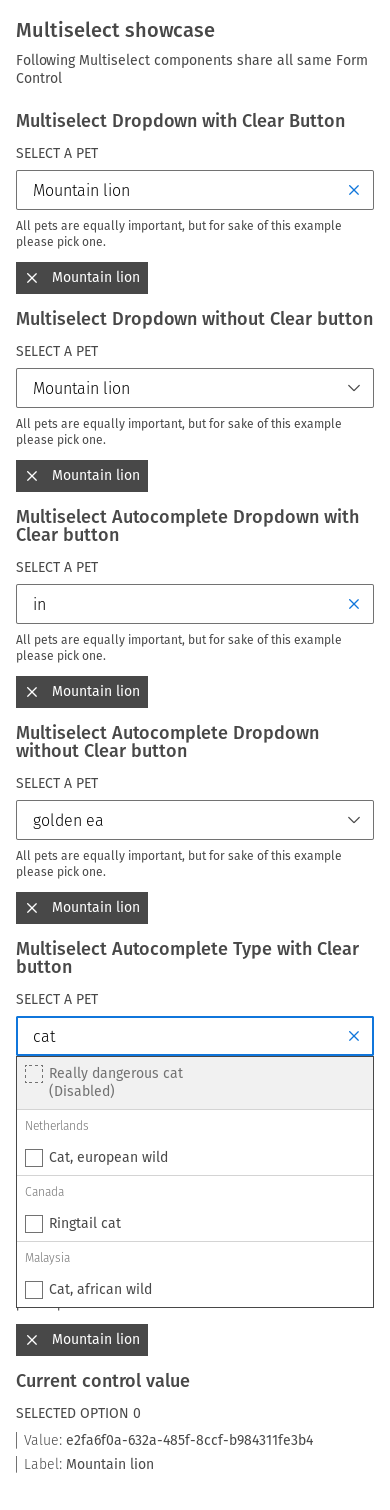 Multiselect showcase
Following Multiselect components share all same Form
Control
Multiselect Dropdown with Clear Button
SELECT A PET
Mountain lion
All pets are equally important, but for sake of this example
please pick one.
Mountain lion
Multiselect Dropdown without Clear button
SELECT A PET
Mountain lion
All pets are equally important, but for sake of this example
please pick one.
Mountain lion
Multiselect Autocomplete Dropdown with
Clear button
SELECT A PET
in
All pets are equally important, but for sake of this example
please pick one.
Mountain lion
Multiselect Autocomplete Dropdown
without Clear button
SELECT A PET
golden ea
All pets are equally important, but for sake of this example
please pick one.
Mountain lion
Multiselect Autocomplete Type with Clear
button
SELECT A PET
cat
Really dangerous cat
(Disabled)
Netherlands
Cat, european wild
Canada
Ringtail cat
Malaysia
Cat, african wild
Mountain lion
Current control value
SELECTED OPTION 0
Value: e2fa6f0a-632a-485f-8ccf-b984311fe3b4
Label: Mountain lion